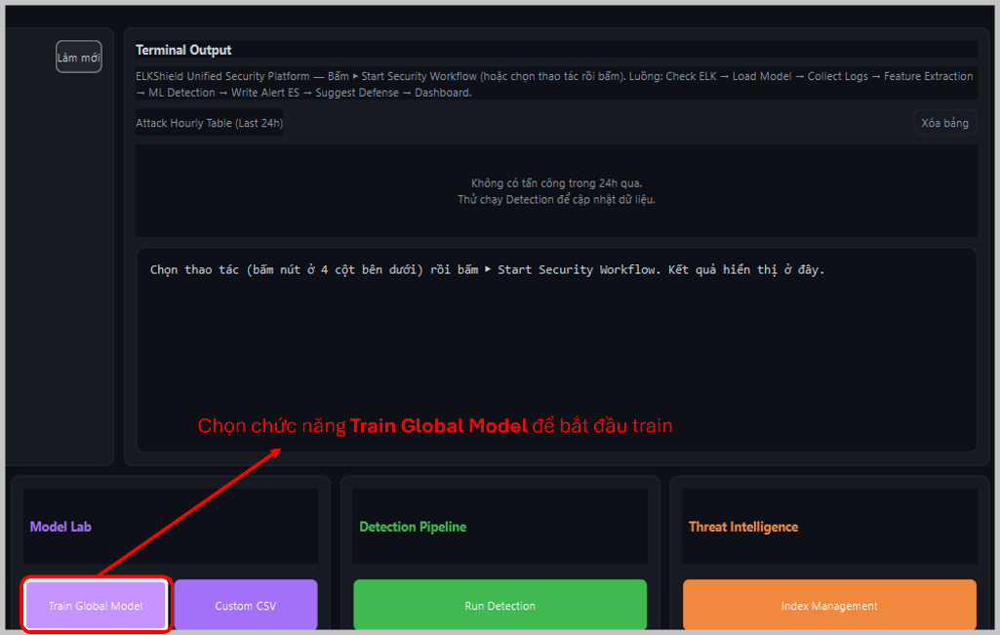 Làm mới
Terminal Output
ELKShield Unified Security Platform — Bấm ▸ Start Security Workflow (hoặc chọn thao tác rồi bấm). Luồng: Check ELK → Load Model → Collect Logs → Feature Extraction
→ ML Detection → Write Alert ES → Suggest Defense → Dashboard.
Attack Hourly Table (Last 24h)
Xóa bảng
Không có tấn công trong 24h qua.
Thử chạy Detection để cập nhật dữ liệu.
Chọn thao tác (bấm nút ở 4 cột bên dưới) rồi bấm ▸ Start Security Workflow. Kết quả hiển thị ở đây.
Chọn chức năng Train Global Model để bắt đầu train
Model Lab
Detection Pipeline
Threat Intelligence
Train Global Model
Custom CSV
Run Detection
Index Management